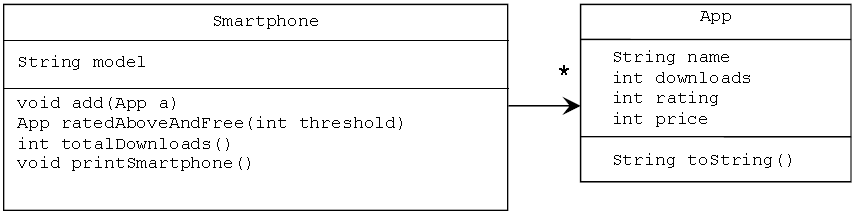 Smartphone
String model
void add(App a)
App ratedAboveAndFree(int threshold)
int totalDownloads()
void printSmartphone()
*
App
String name
int downloads
int rating
int price
String toString()